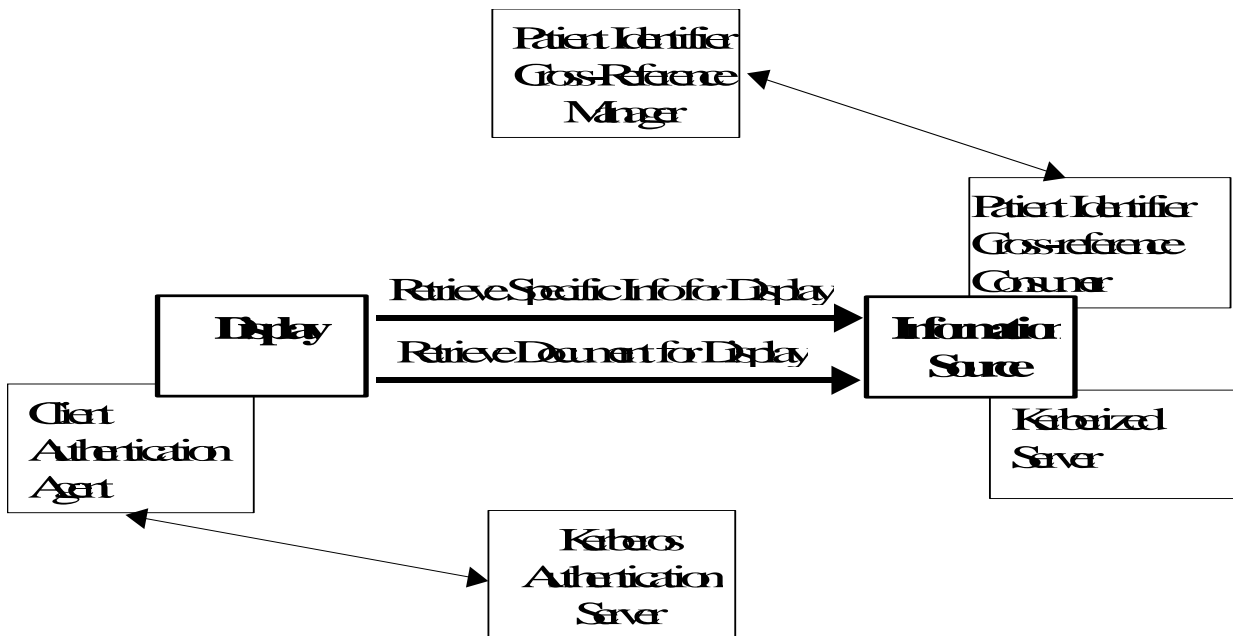 Patient Identifier
Cross-Reference
Manager
Patient Identifier
Cross-reference
Consumer
Retrieve Specific Info for Display
Display
Information
Source
Retrieve Document for Display
Client
Authentication
Agent
Kerberized
Server
Kerberos
Authentication
Server